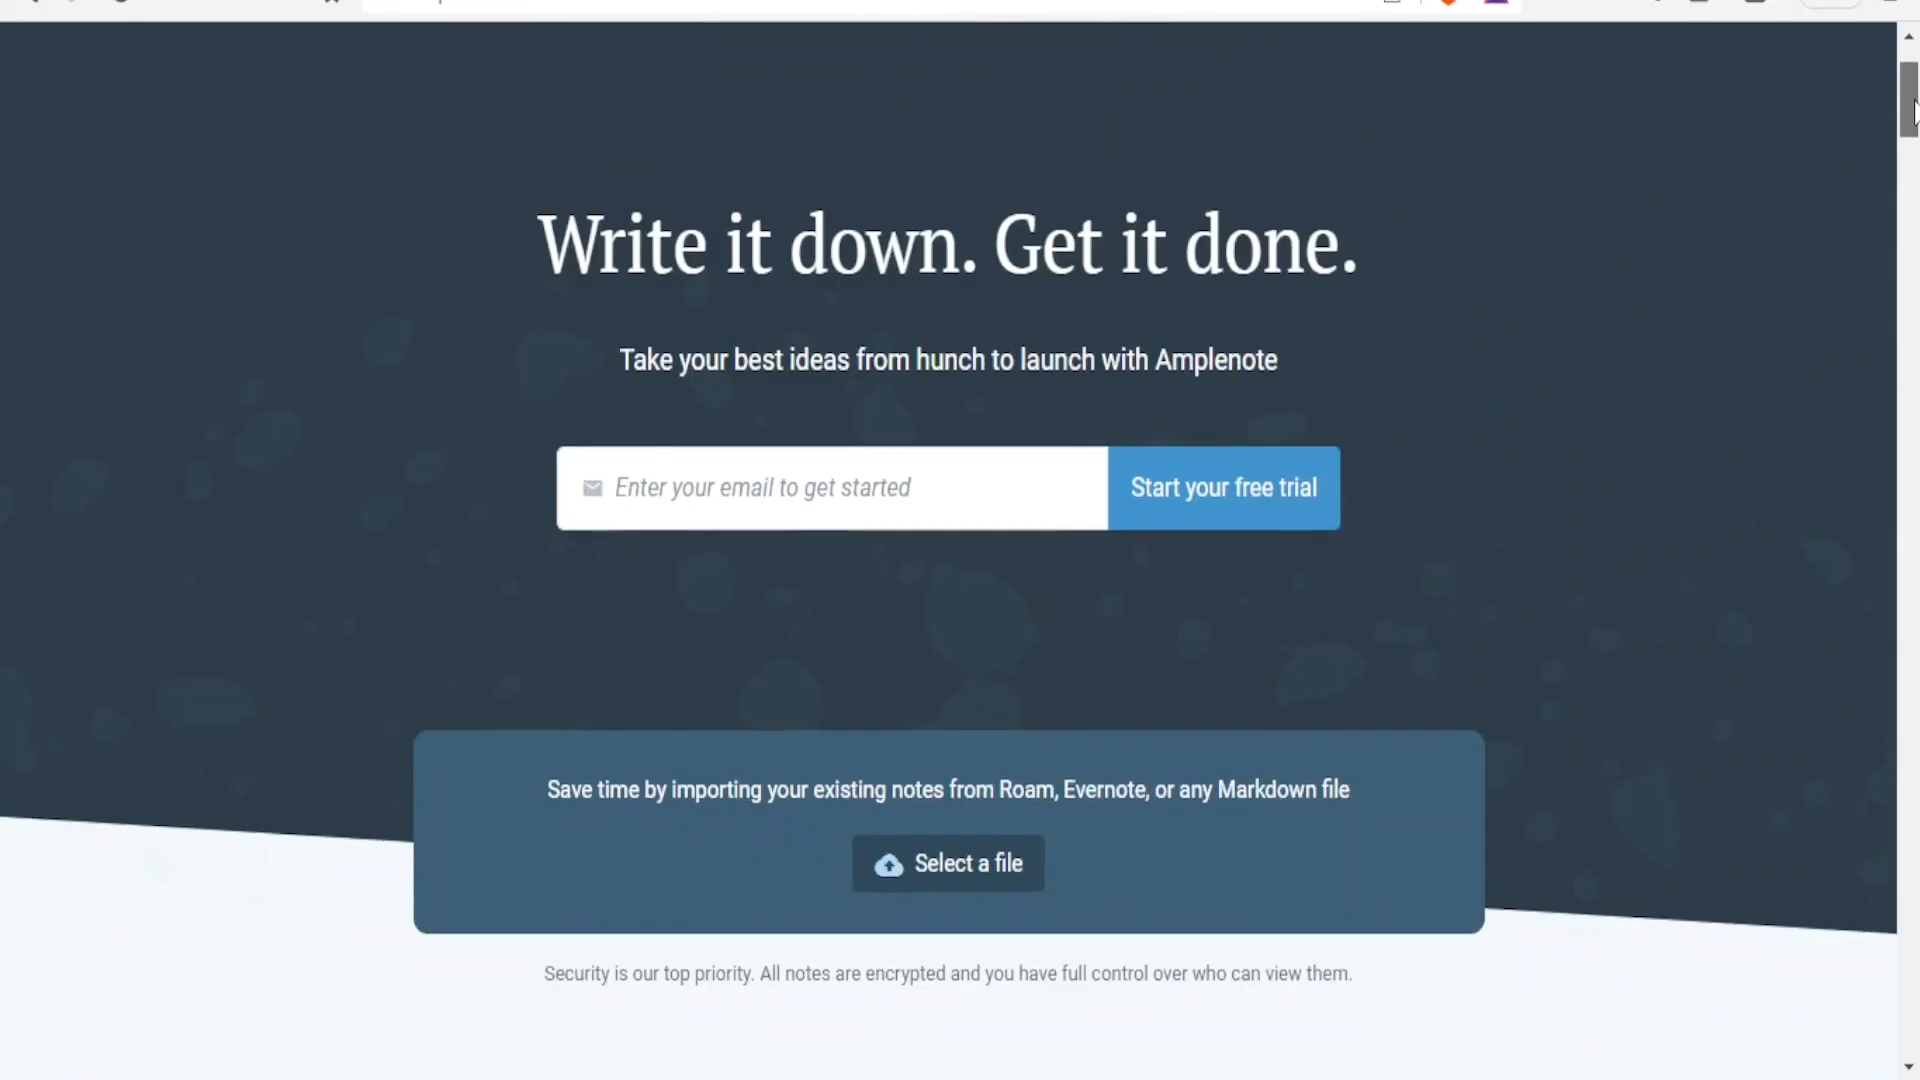 Write it down. Get it done.
Take your best ideas from hunch to launch with Amplenote
Enter your email to get started
Start your free trial
Save time by importing your existing notes from Roam, Evernote, or any Markdown file
Select a file
Security is our top priority. All notes are encrypted and you have full control over who can view them.